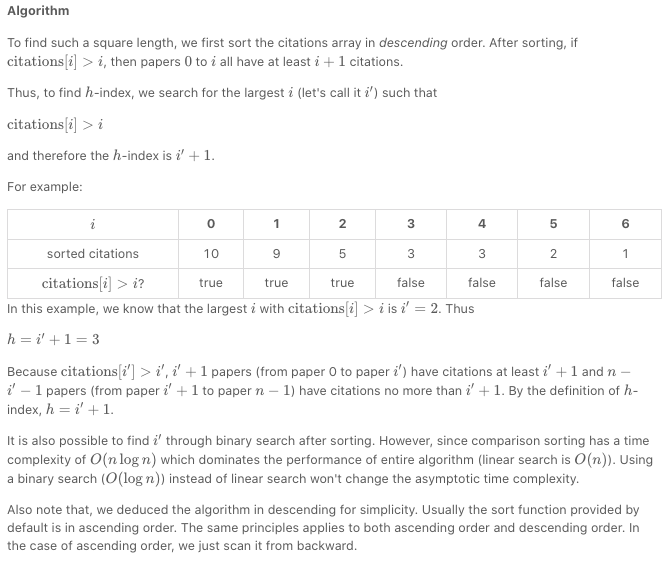 Algorithm
To find such a square length, we first sort the citations array in descending order. After sorting, if
citations[i] > i, then papers 0 to i all have at least i + 1 citations.
Thus, to find h-index, we search for the largest i (let's call it i′) such that
citations[i] > i
and therefore the h-index is i′ + 1.
For example:
i 0 1 2 3 4 5 6
sorted citations 10 9 5 3 3 2 1
citations[i] > i? true true true false false false false
In this example, we know that the largest i with citations[i] > i is i′ = 2. Thus
h = i′ + 1 = 3
Because citations[i′] > i′, i′ + 1 papers (from paper 0 to paper i′) have citations at least i′ + 1 and n −
i′ − 1 papers (from paper i′ + 1 to paper n − 1) have citations no more than i′ + 1. By the definition of h-
index, h = i′ + 1.
It is also possible to find i′ through binary search after sorting. However, since comparison sorting has a time
complexity of O(n log n) which dominates the performance of entire algorithm (linear search is O(n)). Using
a binary search (O(log n)) instead of linear search won't change the asymptotic time complexity.
Also note that, we deduced the algorithm in descending for simplicity. Usually the sort function provided by
default is in ascending order. The same principles applies to both ascending order and descending order. In
the case of ascending order, we just scan it from backward.